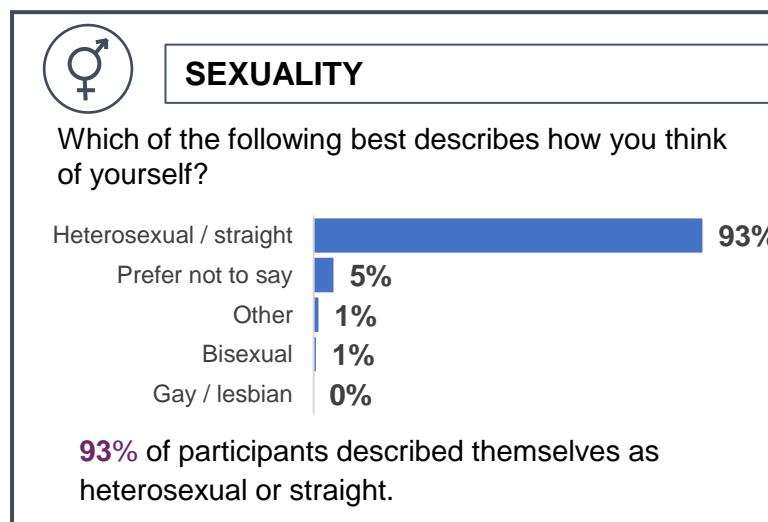 SEXUALITY
Which of the following best describes how you think
of yourself?
Heterosexual / straight 93%
Prefer not to say 5%
Other 1%
Bisexual 1%
Gay / lesbian 0%
93% of participants described themselves as
heterosexual or straight.